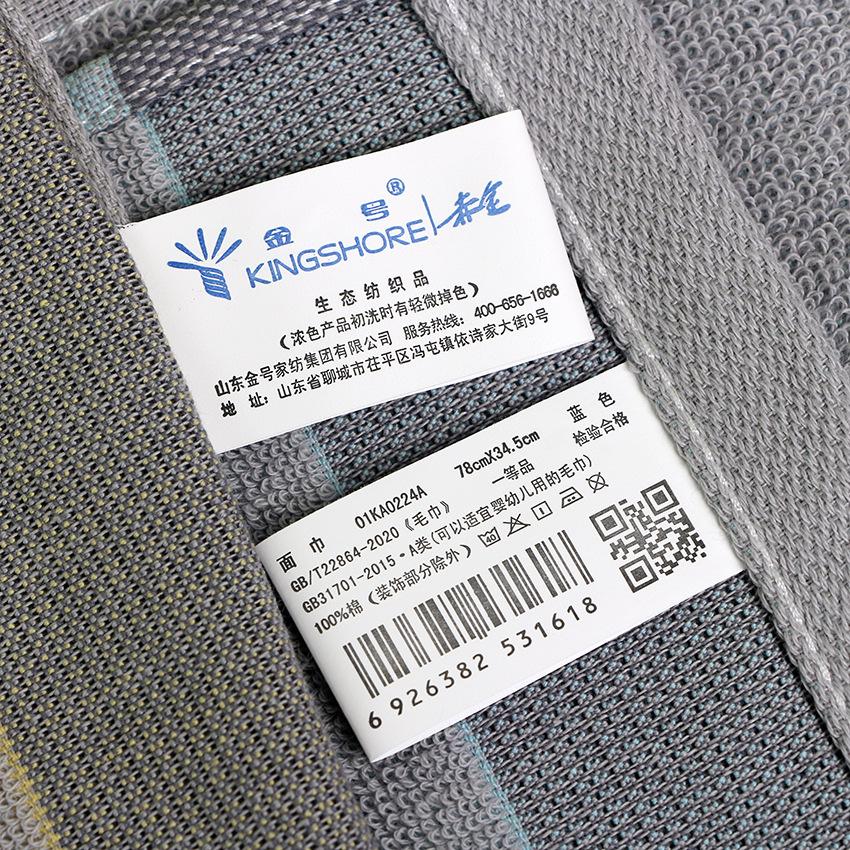 金号®
KINGSHORE 赤金
生态纺织品
(浓色产品初洗时有轻微掉色)
山东金号家纺集团有限公司 服务热线：400-656-1668
地 址：山东省聊城市茌平区冯屯镇依诗家大街9号
面 巾 01KA0224A 78cmX34.5cm 蓝 色
GB/T22864-2020《毛巾》 一等品 检验合格
GB31701-2015·A类(可以适宜婴幼儿用的毛巾)
100%棉(装饰部分除外)
6 926382 531618